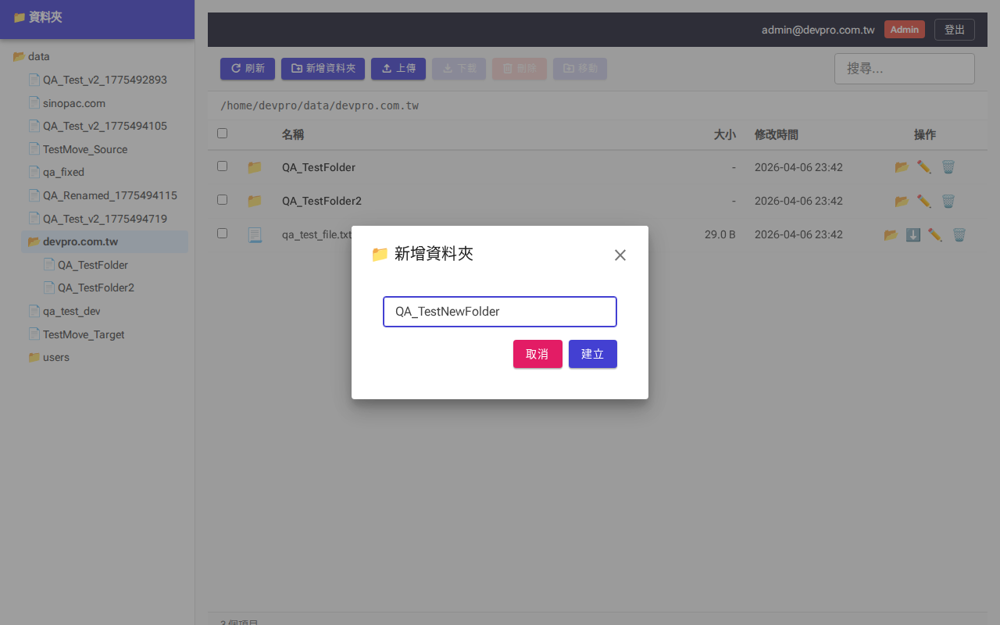 資料夾
data
QA_Test_v2_1775492893
sinopac.com
QA_Test_v2_1775494105
TestMove_Source
qa_fixed
QA_Renamed_1775494115
QA_Test_v2_1775494719
devpro.com.tw
QA_TestFolder
QA_TestFolder2
qa_test_dev
TestMove_Target
users
admin@devpro.com.tw Admin 登出
刷新 新增資料夾 上傳 下載 刪除 移動 搜尋...
/home/devpro/data/devpro.com.tw
名稱 大小 修改時間 操作
QA_TestFolder - 2026-04-06 23:42
QA_TestFolder2 - 2026-04-06 23:42
qa_test_file.txt 29.0 B 2026-04-06 23:42
新增資料夾
QA_TestNewFolder
取消 建立
3 個項目